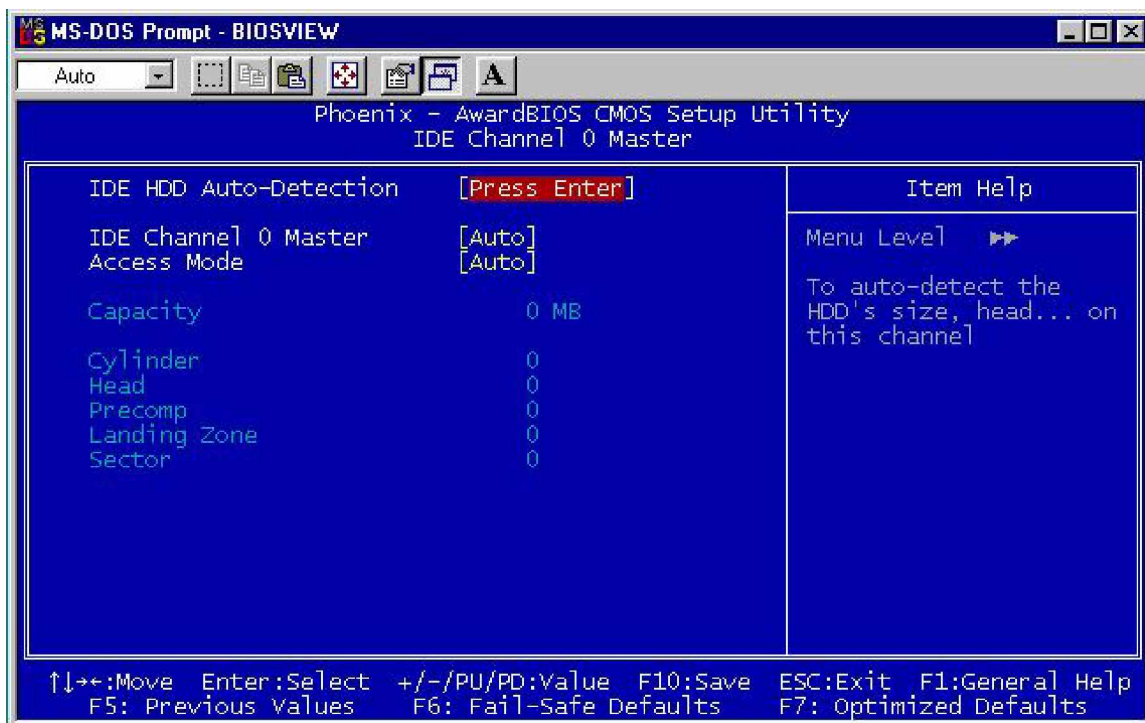 MS-DOS Prompt - BIOSVIEW
Auto
A
Phoenix - AwardBIOS CMOS Setup Utility
IDE Channel 0 Master
IDE HDD Auto-Detection [Press Enter]
IDE Channel 0 Master [Auto]
Access Mode [Auto]
Capacity 0 MB
Cylinder 0
Head 0
Precomp 0
Landing Zone 0
Sector 0
Item Help
Menu Level ►►
To auto-detect the
HDD's size, head... on
this channel
↑↓→←:Move Enter:Select +/-/PU/PD:Value F10:Save ESC:Exit F1:General Help
F5: Previous Values F6: Fail-Safe Defaults F7: Optimized Defaults